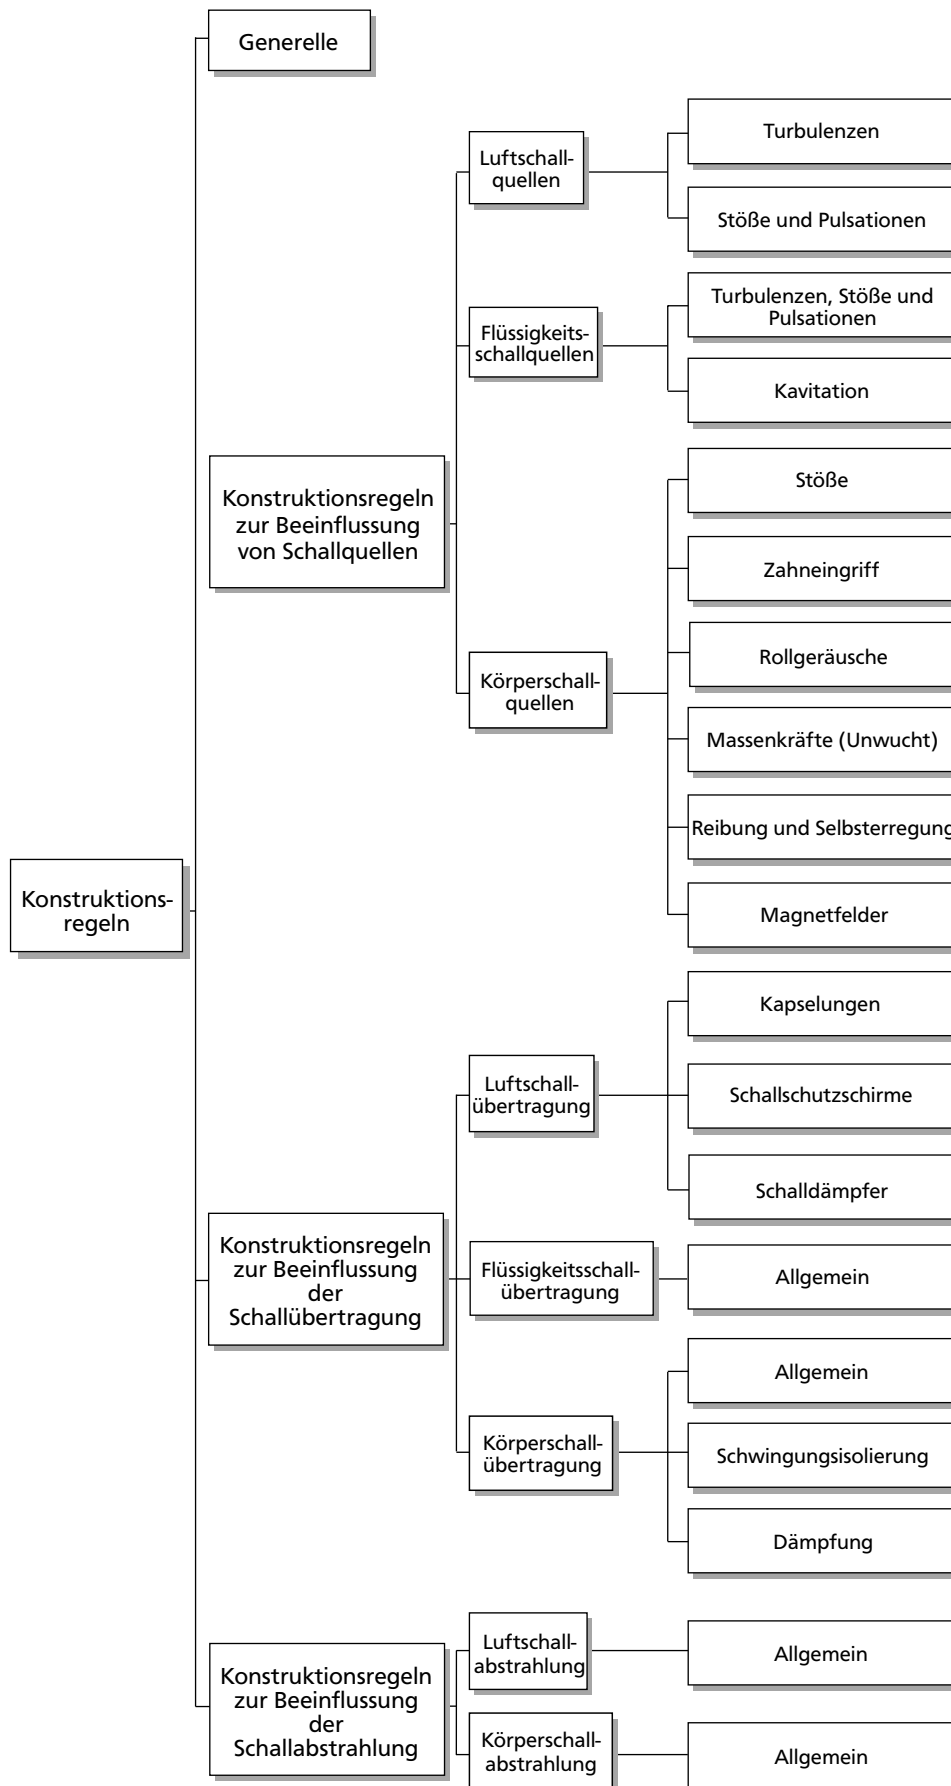 Generelle
Turbulenzen
Luftschall-
quellen
Stöße und Pulsationen
Turbulenzen, Stöße und
Pulsationen
Flüssigkeits-
schallquellen
Kavitation
Konstruktionsregeln
zur Beeinflussung
von Schallquellen
Stöße
Zahneingriff
Rollgeräusche
Körperschall-
quellen
Massenkräfte (Unwucht)
Reibung und Selbsterregung
Magnetfelder
Konstruktions-
regeln
Kapselungen
Luftschall-
übertragung
Schallschutzschirme
Schalldämpfer
Konstruktionsregeln
zur Beeinflussung
der
Schallübertragung
Flüssigkeitsschall-
übertragung
Allgemein
Allgemein
Körperschall-
übertragung
Schwingungsisolierung
Dämpfung
Konstruktionsregeln
zur Beeinflussung
der
Schallabstrahlung
Luftschall-
abstrahlung
Allgemein
Körperschall-
abstrahlung
Allgemein